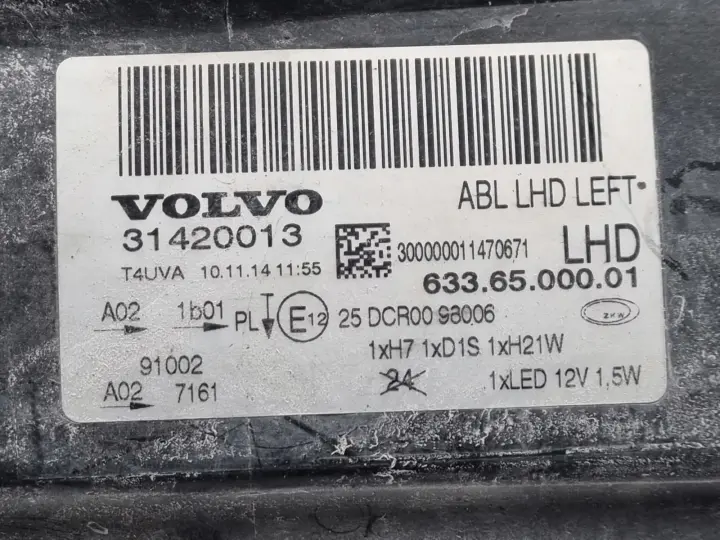 VOLVO ABL LHD LEFT
31420013 300000011470671 LHD
T4UVA 10.11.14 11:55 633.65.000.01
A02 1b01 PL E12 25 DCR00 98006 ZKW
91002 1xH7 1xD1S 1xH21W
A02 7161 24 1xLED 12V 1,5W